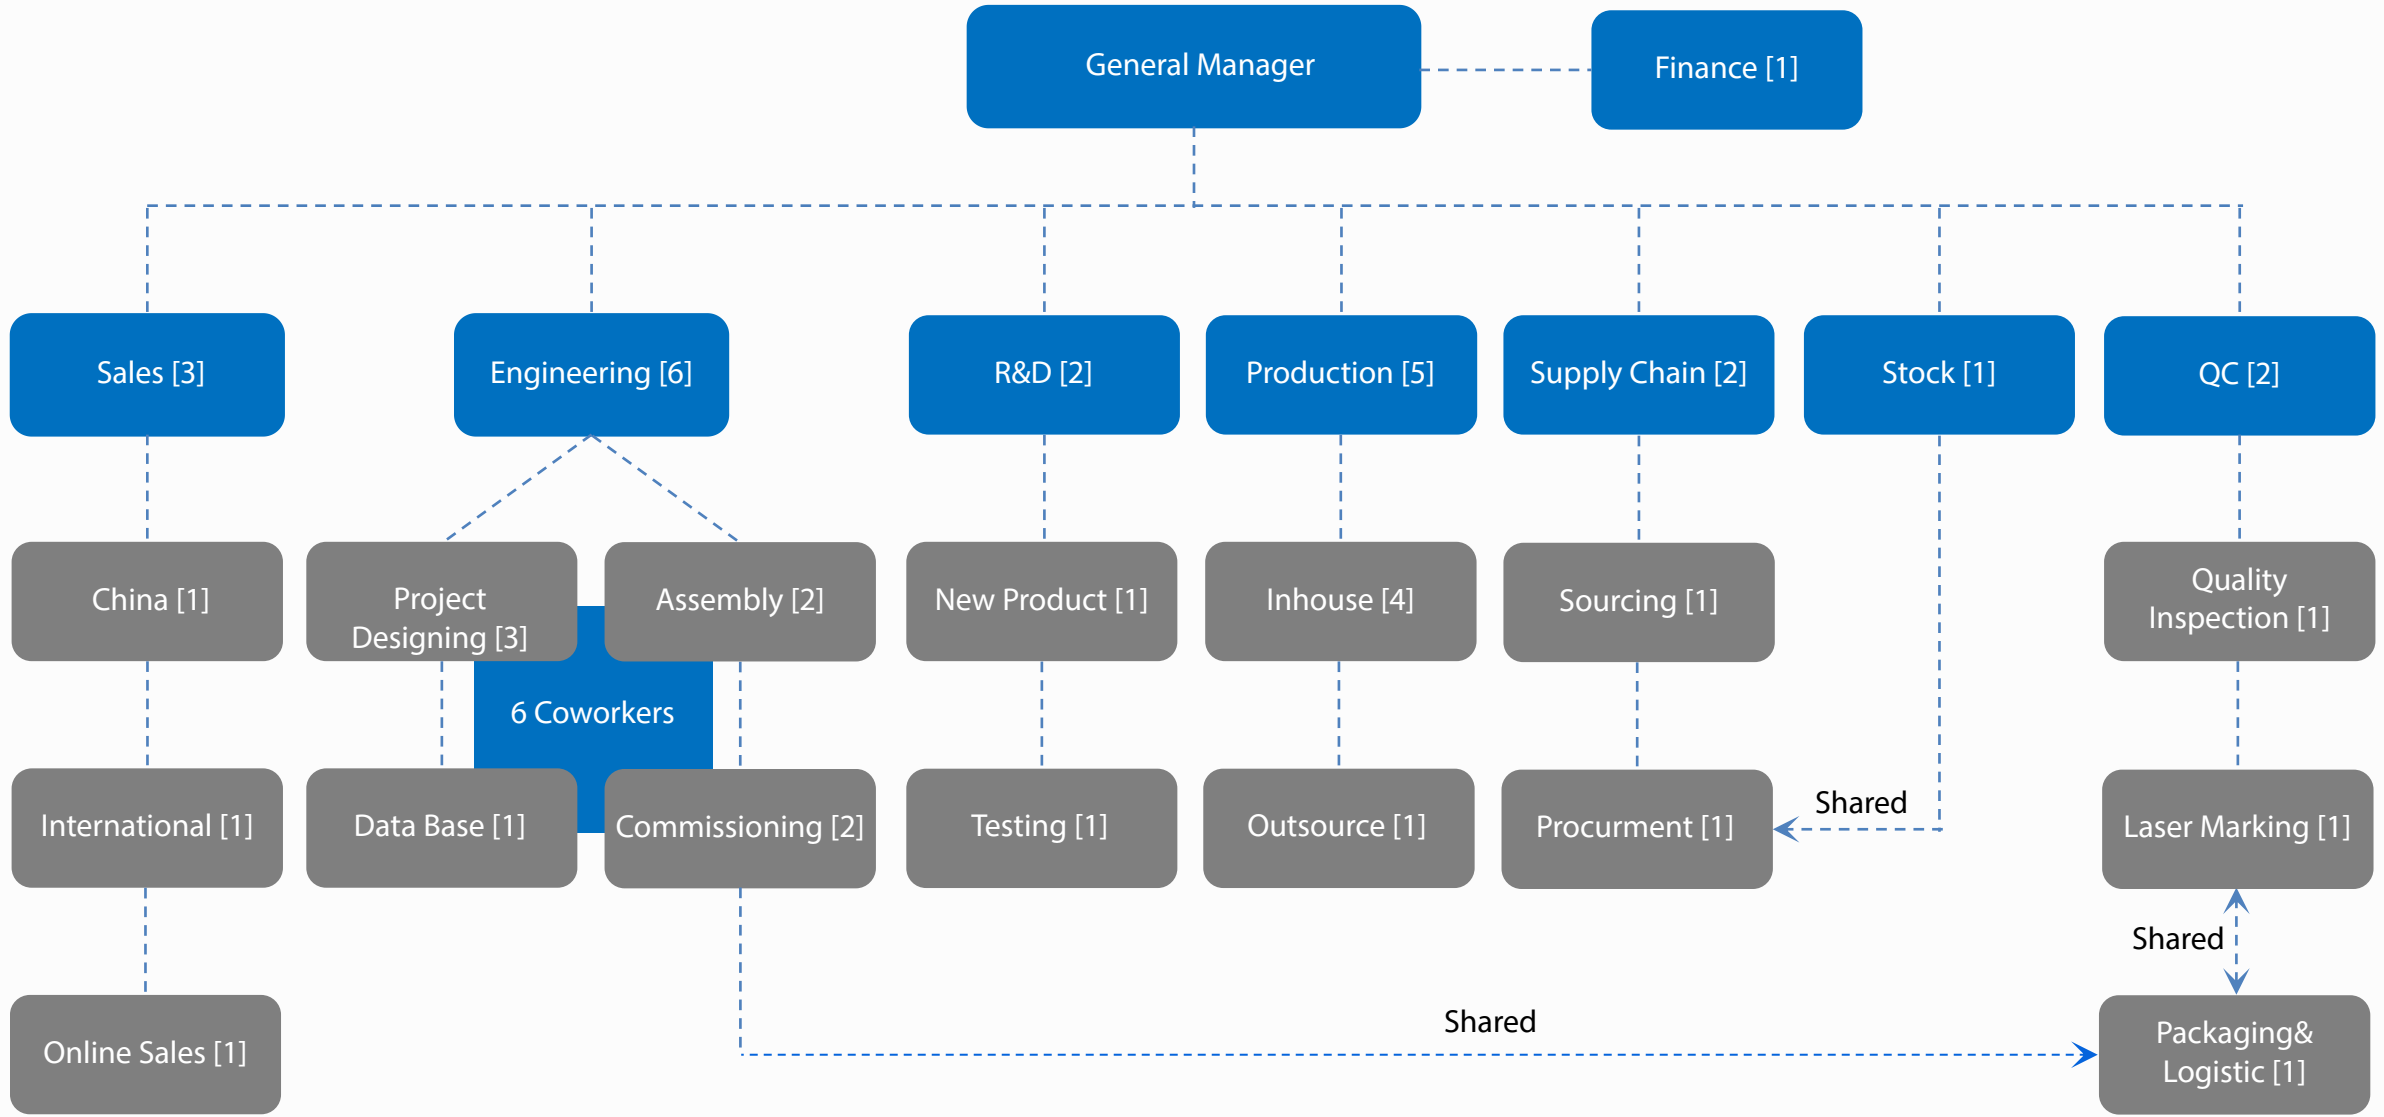 General Manager
Finance [1]
Sales [3]
Engineering [6]
R&D [2]
Production [5]
Supply Chain [2]
Stock [1]
QC [2]
China [1]
Project
Designing [3]
Assembly [2]
New Product [1]
Inhouse [4]
Sourcing [1]
Quality
Inspection [1]
6 Coworkers
International [1]
Data Base [1]
Commissioning [2]
Testing [1]
Outsource [1]
Procurment [1]
Shared
Laser Marking [1]
Shared
Shared
Online Sales [1]
Packaging&
Logistic [1]